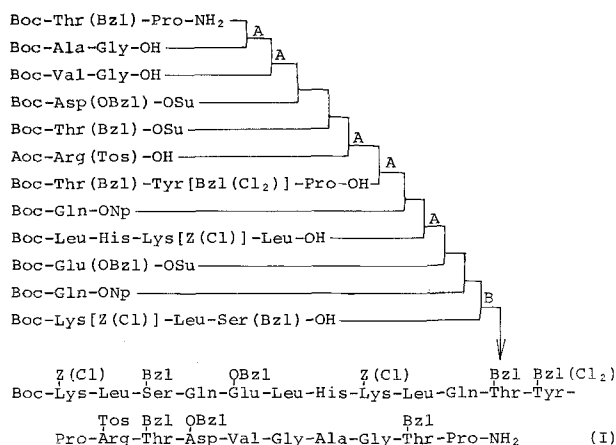 Boc-Thr(Bzl)-Pro-NH₂
A
Boc-Ala-Gly-OH
A
Boc-Val-Gly-OH
Boc-Asp(OBzl)-OSu
Boc-Thr(Bzl)-OSu
A
Aoc-Arg(Tos)-OH
A
Boc-Thr(Bzl)-Tyr[Bzl(Cl₂)]-Pro-OH
Boc-Gln-ONp
A
Boc-Leu-His-Lys[Z(Cl)]-Leu-OH
Boc-Glu(OBzl)-OSu
Boc-Gln-ONp
B
Boc-Lys[Z(Cl)]-Leu-Ser(Bzl)-OH
Z(Cl) Bzl OBzl Z(Cl) Bzl Bzl(Cl₂)
Boc-Lys-Leu-Ser-Gln-Glu-Leu-His-Lys-Leu-Gln-Thr-Tyr-
Tos Bzl OBzl Bzl
Pro-Arg-Thr-Asp-Val-Gly-Ala-Gly-Thr-Pro-NH₂ (I)